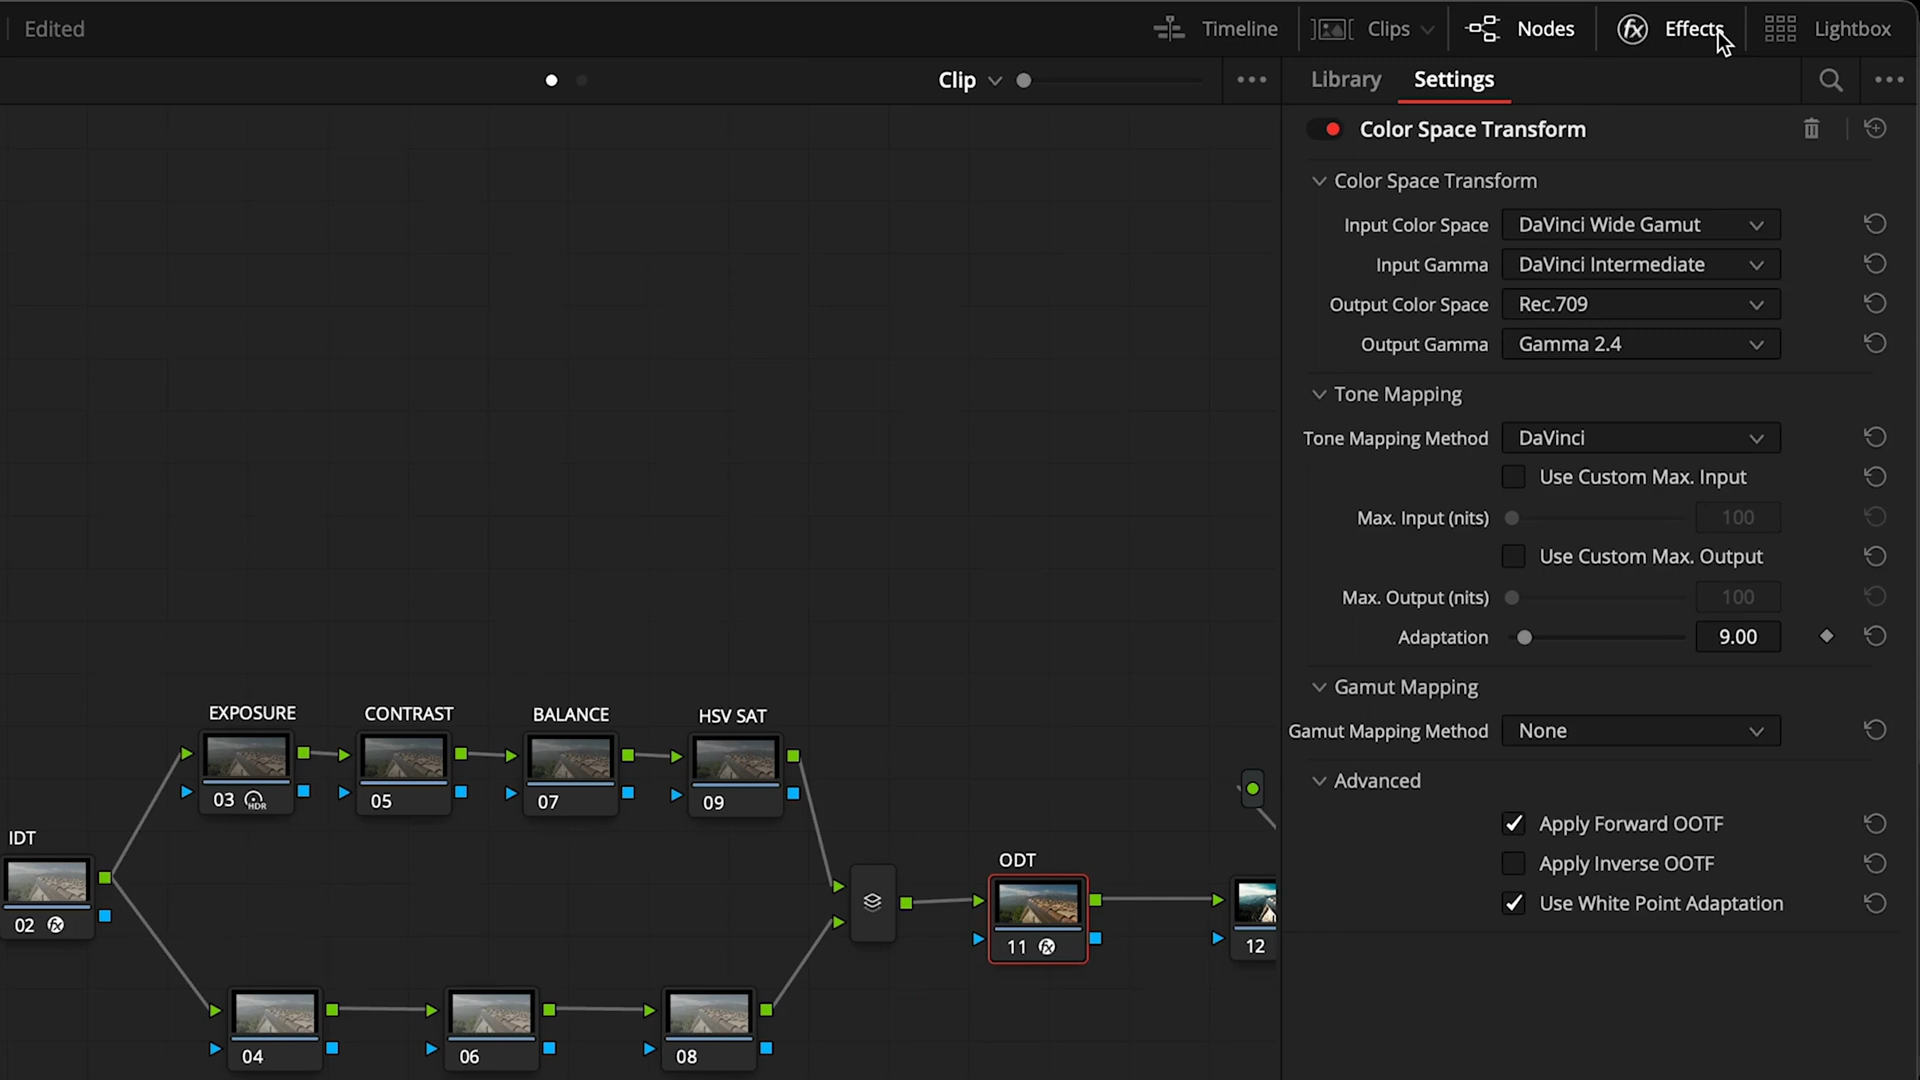 Edited
Timeline
Clips
Nodes
Effects
Lightbox
Clip
Library
Settings
Color Space Transform
Color Space Transform
Input Color Space
DaVinci Wide Gamut
Input Gamma
DaVinci Intermediate
Output Color Space
Rec.709
Output Gamma
Gamma 2.4
Tone Mapping
Tone Mapping Method
DaVinci
Use Custom Max. Input
Max. Input (nits)
100
Use Custom Max. Output
Max. Output (nits)
100
Adaptation
9.00
Gamut Mapping
Gamut Mapping Method
None
Advanced
Apply Forward OOTF
Apply Inverse OOTF
Use White Point Adaptation
EXPOSURE
CONTRAST
BALANCE
HSV SAT
03
HDR
05
07
09
IDT
02
fx
ODT
11
fx
12
04
06
08